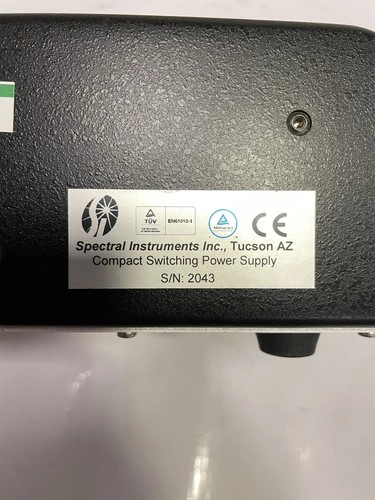 TÜV
EN61010-1
CE
Spectral Instruments Inc., Tucson AZ
Compact Switching Power Supply
S/N: 2043